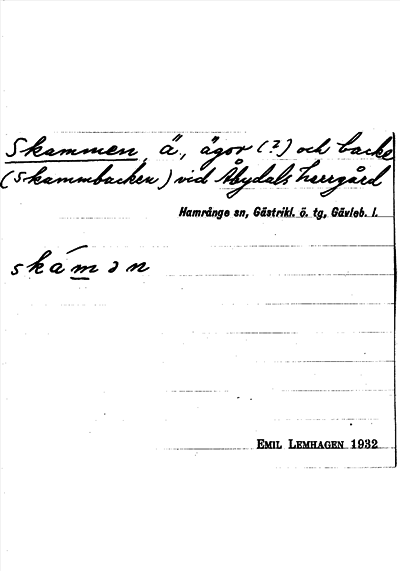 Skammen, ä., ägor (?) och backe
(Skammbacken) vid Åbydals herrgård
Hamrånge sn, Gästrikl. ö. tg, Gävleb. l.
skámən
EMIL LEMHAGEN 1932